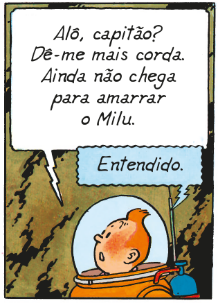 Alô, capitão?
Dê-me mais corda.
Ainda não chega
para amarrar
o Milu.
Entendido.